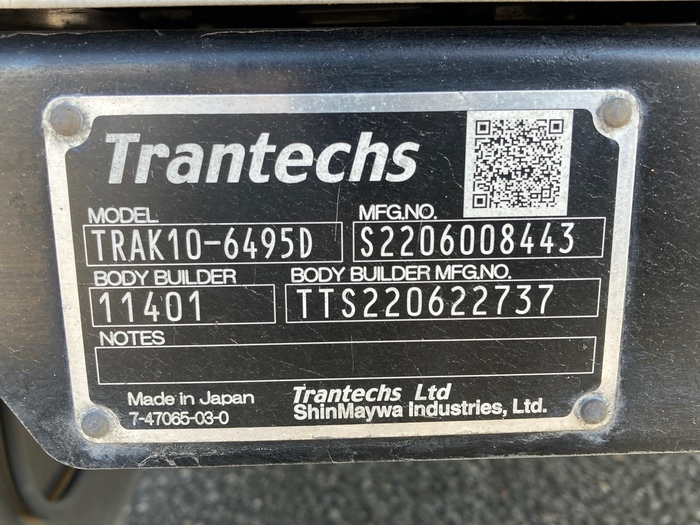 Trantechs
MODEL MFG.NO.
TRAK10-6495D S2206008443
BODY BUILDER BODY BUILDER MFG.NO.
11401 TTS220622737
NOTES
Made in Japan Trantechs Ltd
7-47065-03-0 ShinMaywa Industries, Ltd.